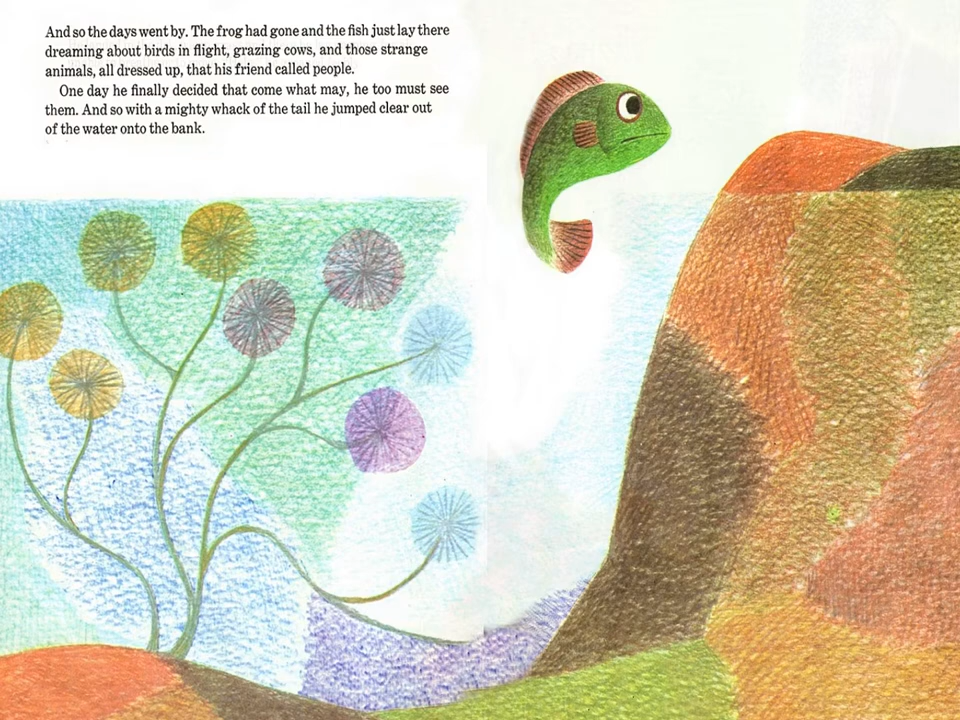 And so the days went by. The frog had gone and the fish just lay there
dreaming about birds in flight, grazing cows, and those strange
animals, all dressed up, that his friend called people.
One day he finally decided that come what may, he too must see
them. And so with a mighty whack of the tail he jumped clear out
of the water onto the bank.